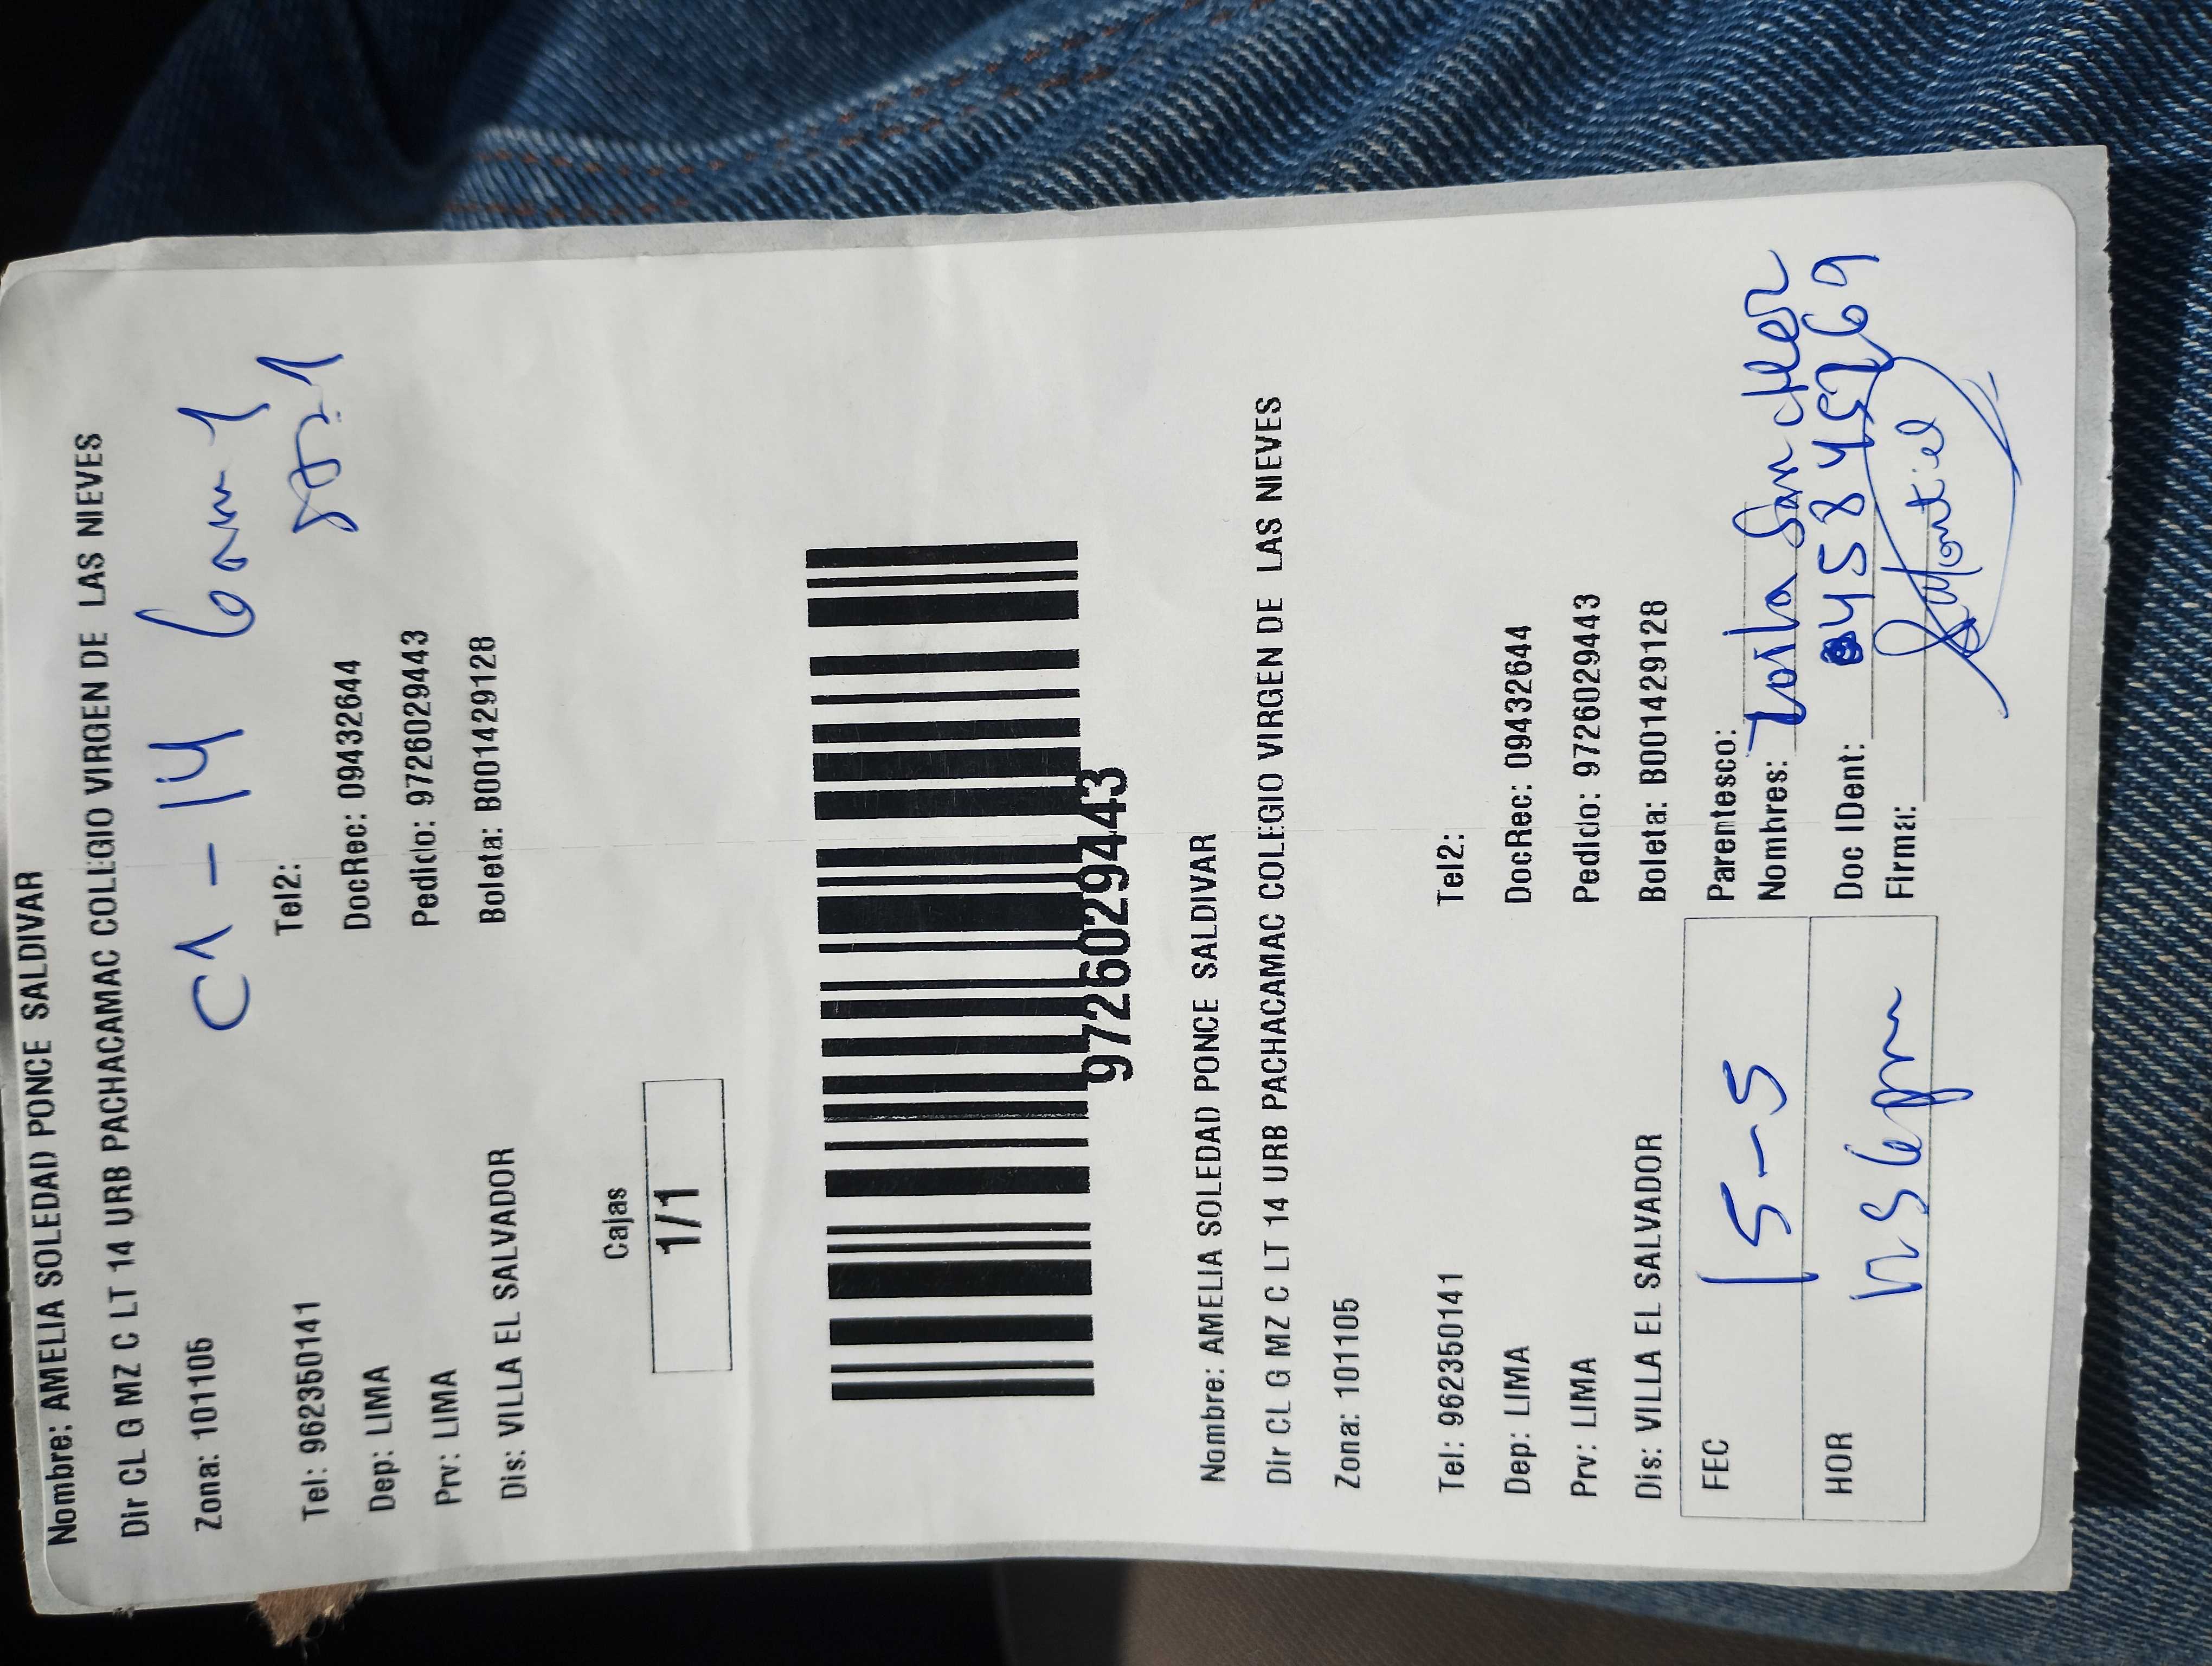 Nombre: AMELIA SOLEDAD PONCE SALDIVAR
Dir CL G MZ C LT 14 URB PACHACAMAC COLEGIO VIRGEN DE LAS NIEVES
Zona: 101105
C1 - 14
Tel: 962350141 Tel2:
Dep: LIMA DocRec: 09432644
Prv: LIMA Pedido: 9726029443
Dis: VILLA EL SALVADOR Boleta: B001429128
Cajas
1/1
9726029443
Nombre: AMELIA SOLEDAD PONCE SALDIVAR
Dir CL G MZ C LT 14 URB PACHACAMAC COLEGIO VIRGEN DE LAS NIEVES
Zona: 101105
Tel: 962350141 Tel2:
Dep: LIMA DocRec: 09432644
Prv: LIMA Pedido: 9726029443
Dis: VILLA EL SALVADOR Boleta: B001429128
FEC 15-5 Parentesco:
Nombres: Sanchez
HOR Doc IDent:
Firma: